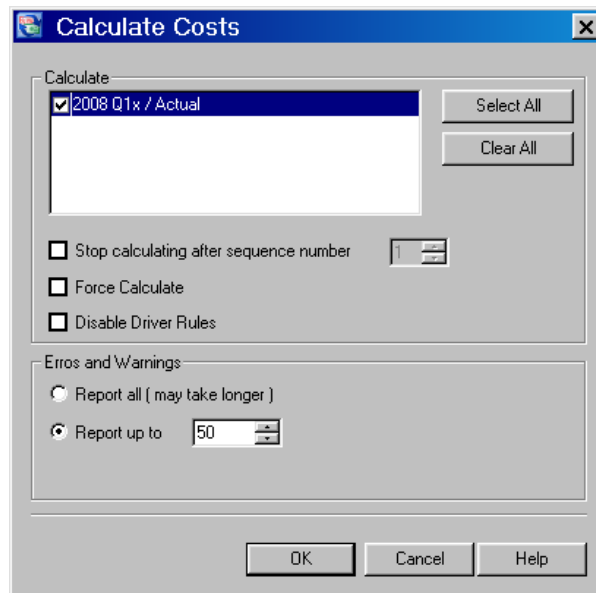 Calculate Costs
Calculate
2008 Q1x / Actual
Select All
Clear All
Stop calculating after sequence number 1
Force Calculate
Disable Driver Rules
Erros and Warnings
Report all ( may take longer )
Report up to 50
OK Cancel Help